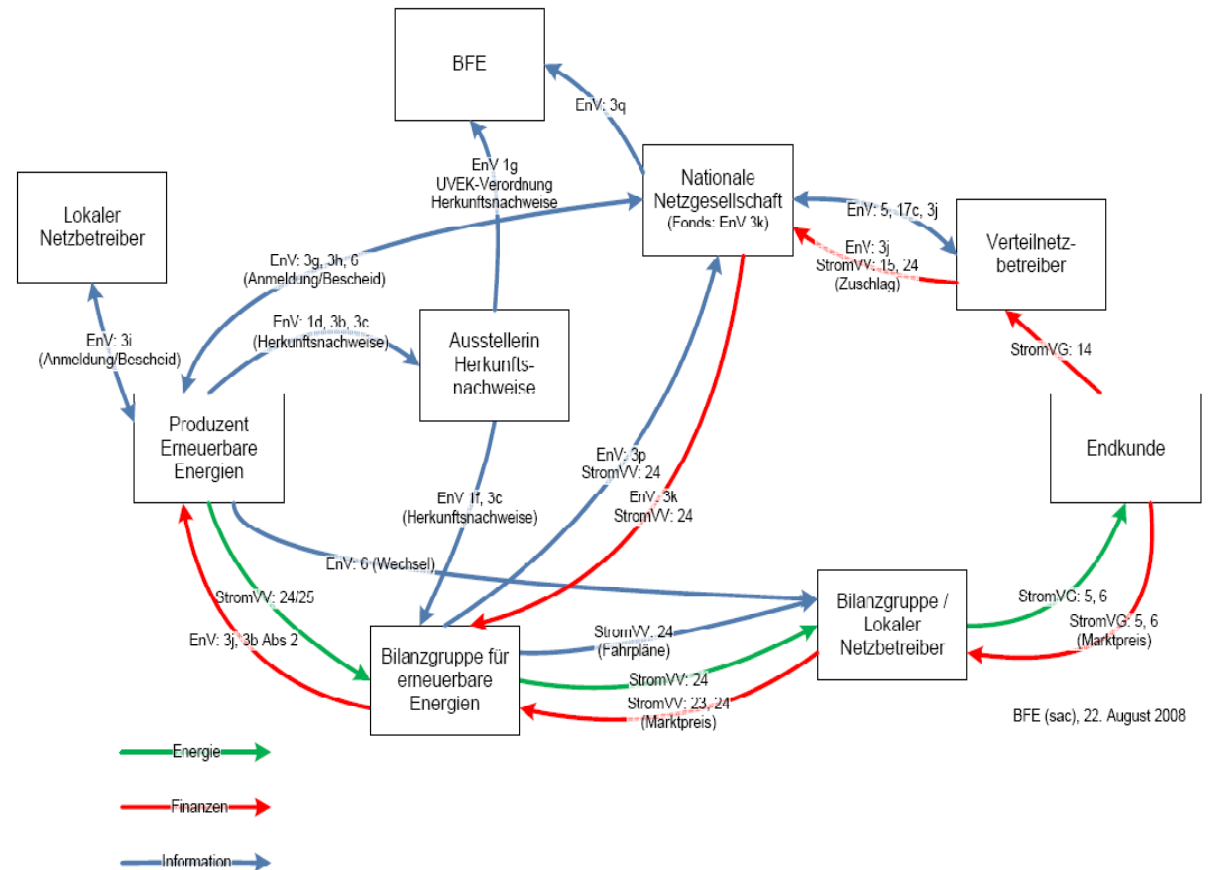 BFE
EnV: 3q
EnV 1g
UVEK-Verordnung
Herkunftsnachweise
Nationale
Netzgesellschaft
(Fonds: EnV 3k)
Lokaler
Netzbetreiber
EnV: 5, 17c, 3j
Verteilnetz-
betreiber
EnV: 3j
StromVV: 15, 24
(Zuschlag)
EnV: 3g, 3h, 6
(Anmeldung/Bescheid)
EnV: 1d, 3b, 3c
(Herkunftsnachweise)
Ausstellerin
Herkunfts-
nachweise
EnV: 3i
(Anmeldung/Bescheid)
StromVG: 14
Produzent
Erneuerbare
Energien
Endkunde
EnV: 3p
StromVV: 24
EnV: 3k
StromVV: 24
EnV 1f, 3c
(Herkunftsnachweise)
EnV: 6 (Wechsel)
StromVV: 24/25
EnV: 3j, 3b Abs 2
Bilanzgruppe für
erneuerbare
Energien
StromVV: 24
(Fahrpläne)
StromVV: 24
StromVV: 23, 24
(Marktpreis)
Bilanzgruppe /
Lokaler
Netzbetreiber
StromVG: 5, 6
StromVG: 5, 6
(Marktpreis)
BFE (sac), 22. August 2008
Energie
Finanzen
Information